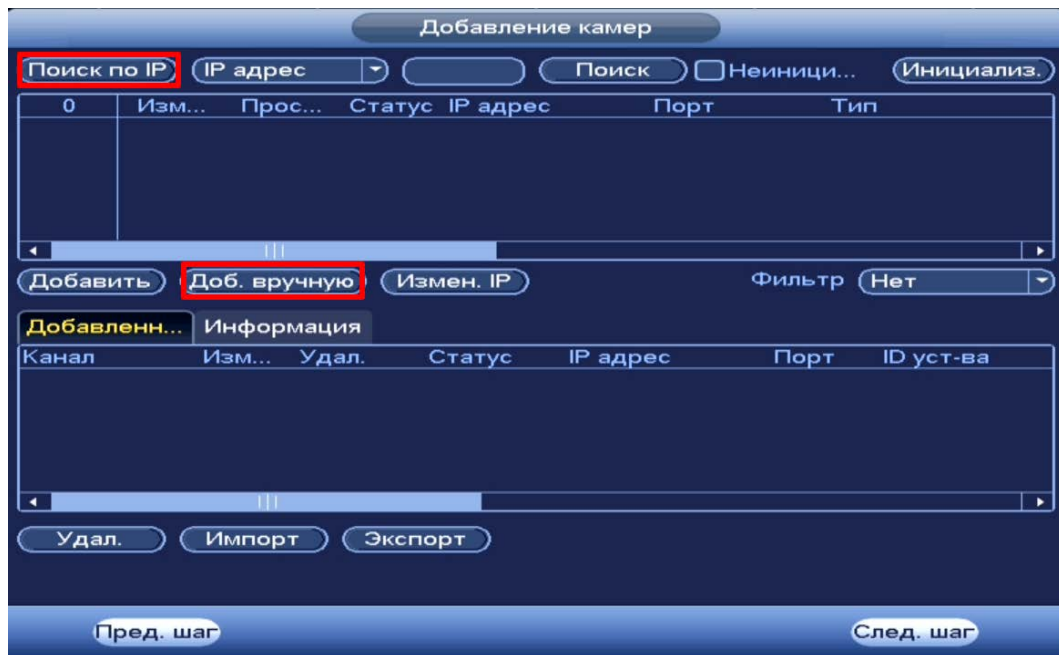 Добавление камер
Поиск по IP IP адрес Поиск Неиници... Инициализ.
0 Изм... Прос... Статус IP адрес Порт Тип
Добавить Доб. вручную Измен. IP Фильтр Нет
Добавленн... Информация
Канал Изм... Удал. Статус IP адрес Порт ID уст-ва
Удал. Импорт Экспорт
Пред. шаг След. шаг